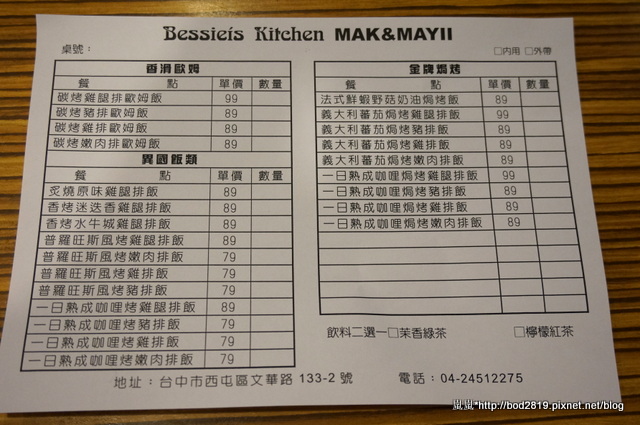 Bessieis Kitchen MAK&MAYII
桌號：
□內用 □外帶
香滑歐姆
餐點 單價 數量
碳烤雞腿排歐姆飯 99
碳烤豬排歐姆飯 89
碳烤雞排歐姆飯 89
碳烤嫩肉排歐姆飯 89
異國飯類
餐點 單價 數量
炙燒原味雞腿排飯 89
香烤迷迭香雞腿排飯 89
香烤水牛城雞腿排飯 89
普羅旺斯風烤雞腿排飯 89
普羅旺斯風烤嫩肉排飯 79
普羅旺斯風烤雞排飯 79
普羅旺斯風烤豬排飯 79
一日熟成咖哩烤雞腿排飯 89
一日熟成咖哩烤豬排飯 79
一日熟成咖哩烤雞排飯 79
一日熟成咖哩烤嫩肉排飯 79
金牌焗烤
餐點 單價 數量
法式鮮蝦野菇奶油焗烤飯 89
義大利蕃茄焗烤雞腿排飯 99
義大利蕃茄焗烤豬排飯 89
義大利蕃茄焗烤雞排飯 89
義大利蕃茄焗烤嫩肉排飯 89
一日熟成咖哩焗烤雞腿排飯 99
一日熟成咖哩焗烤豬排飯 89
一日熟成咖哩焗烤雞排飯 89
一日熟成咖哩焗烤嫩肉排飯 89
飲料二選一□茉香綠茶 □檸檬紅茶
地址：台中市西屯區文華路 133-2 號 電話：04-24512275
嵐嵐"http://bod2819.pixnet.net/blog